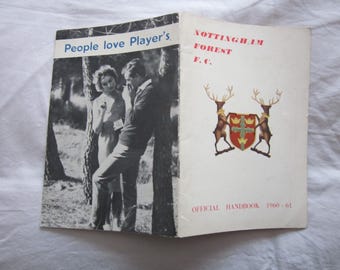 People love Player's.
NOTTINGHAM
FOREST
F.C.
OFFICIAL HANDBOOK 1960-61